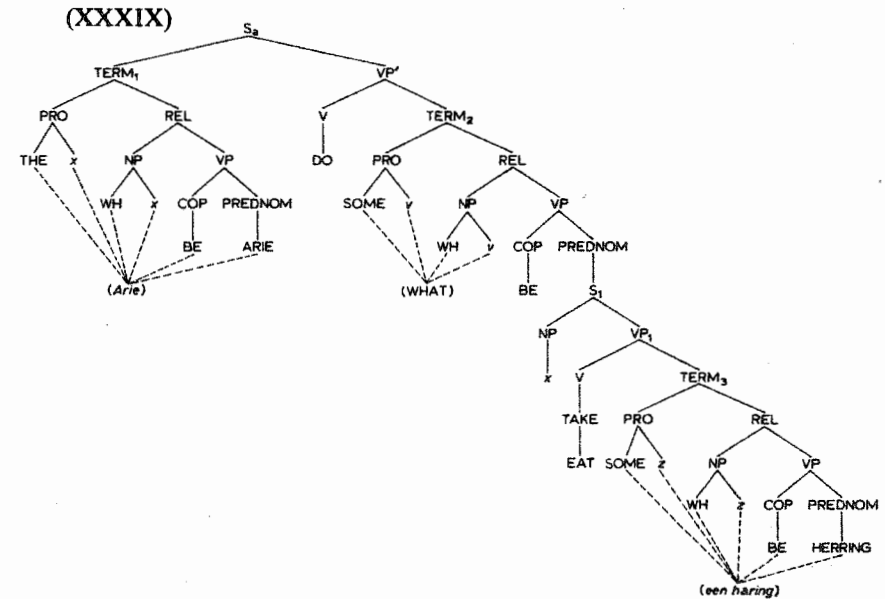 (XXXIX)
Sa
TERM₁ VP'
PRO REL V TERM₂
THE x NP VP DO PRO REL
WH x COP PREDNOM SOME y NP VP
BE ARIE WH y COP PREDNOM
(Arie) (WHAT) BE S₁
NP VP₁
x V TERM₃
TAKE PRO REL
EAT SOME z NP VP
WH z COP PREDNOM
BE HERRING
(een haring)